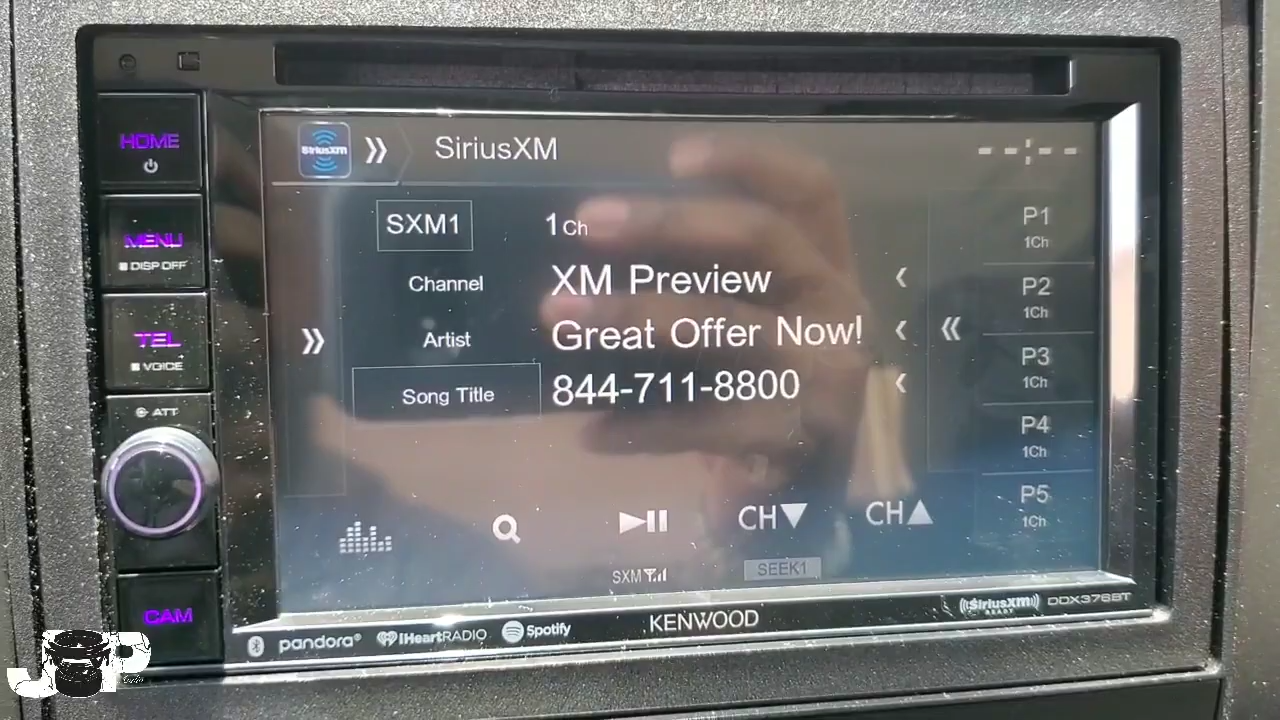 HOME
MENU
DISP OFF
TEL
VOICE
ATT
CAM
SiriusXM
SiriusXM
--:--
SXM1
1Ch
Channel
XM Preview
Artist
Great Offer Now!
Song Title
844-711-8800
P1
1Ch
P2
1Ch
P3
1Ch
P4
1Ch
P5
1Ch
CH
CH
SXM
SEEK1
pandora®
iHeartRADIO
Spotify
KENWOOD
SiriusXM
READY
DDX376BT
JP